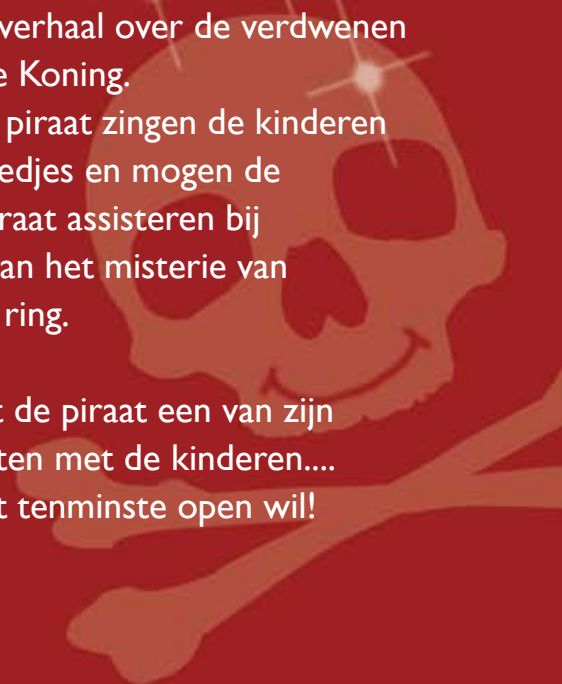 verhaal over de verdwenen
e Koning.
piraat zingen de kinderen
edjes en mogen de
raat assisteren bij
an het misterie van
ring.
t de piraat een van zijn
ten met de kinderen....
t tenminste open wil!